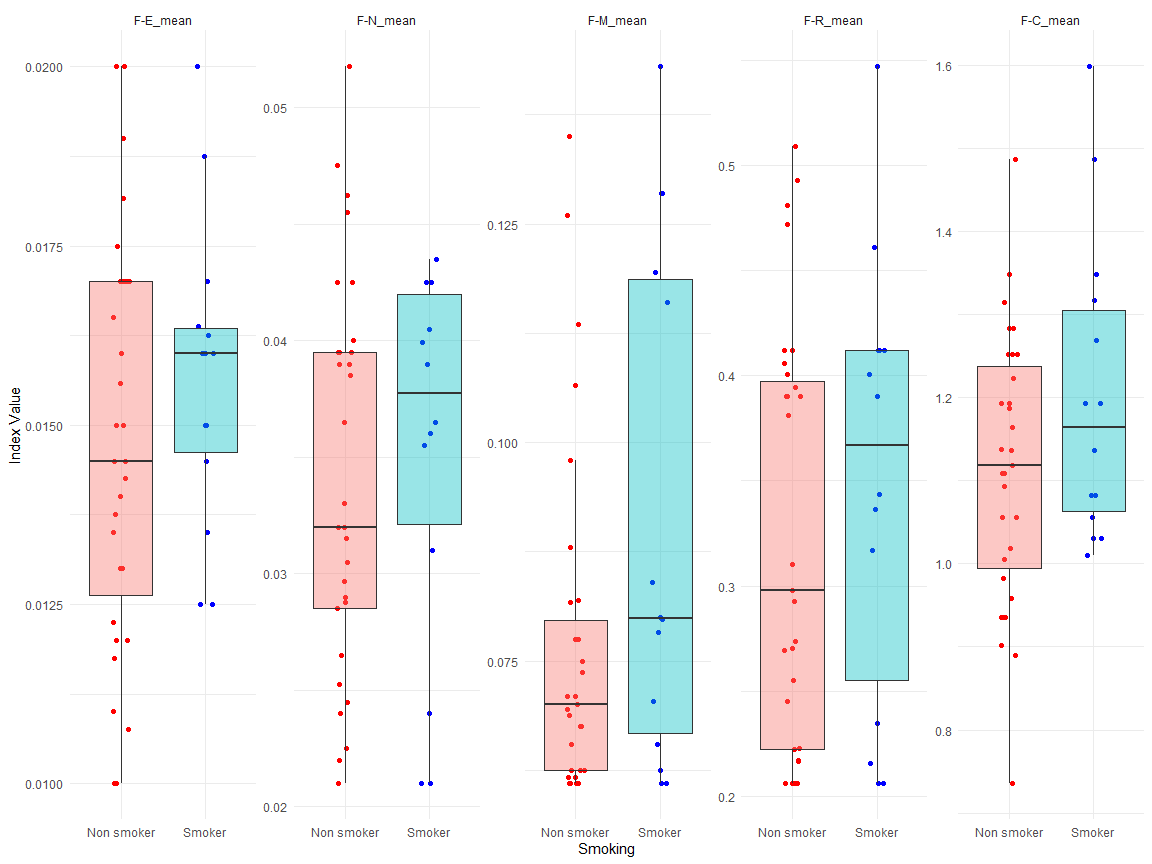 F-E_mean
F-N_mean
F-M_mean
F-R_mean
F-C_mean
Index Value
0.0200
0.0175
0.0150
0.0125
0.0100
0.05
0.04
0.03
0.02
0.125
0.100
0.075
0.5
0.4
0.3
0.2
1.6
1.4
1.2
1.0
0.8
Non smoker Smoker
Non smoker Smoker
Non smoker Smoker
Non smoker Smoker
Non smoker Smoker
Smoking